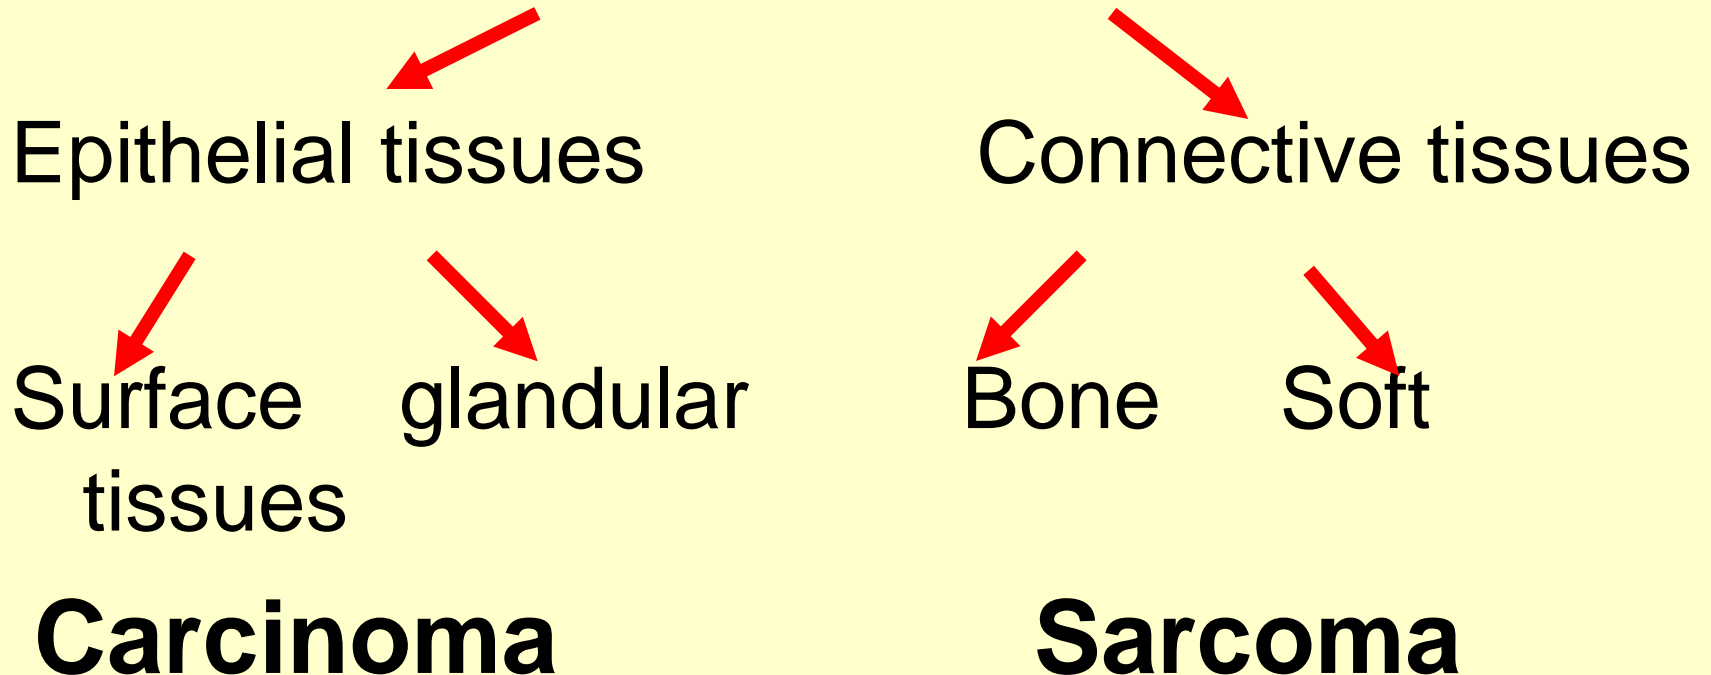 Epithelial tissues Connective tissues
Surface glandular Bone Soft
tissues
Carcinoma Sarcoma